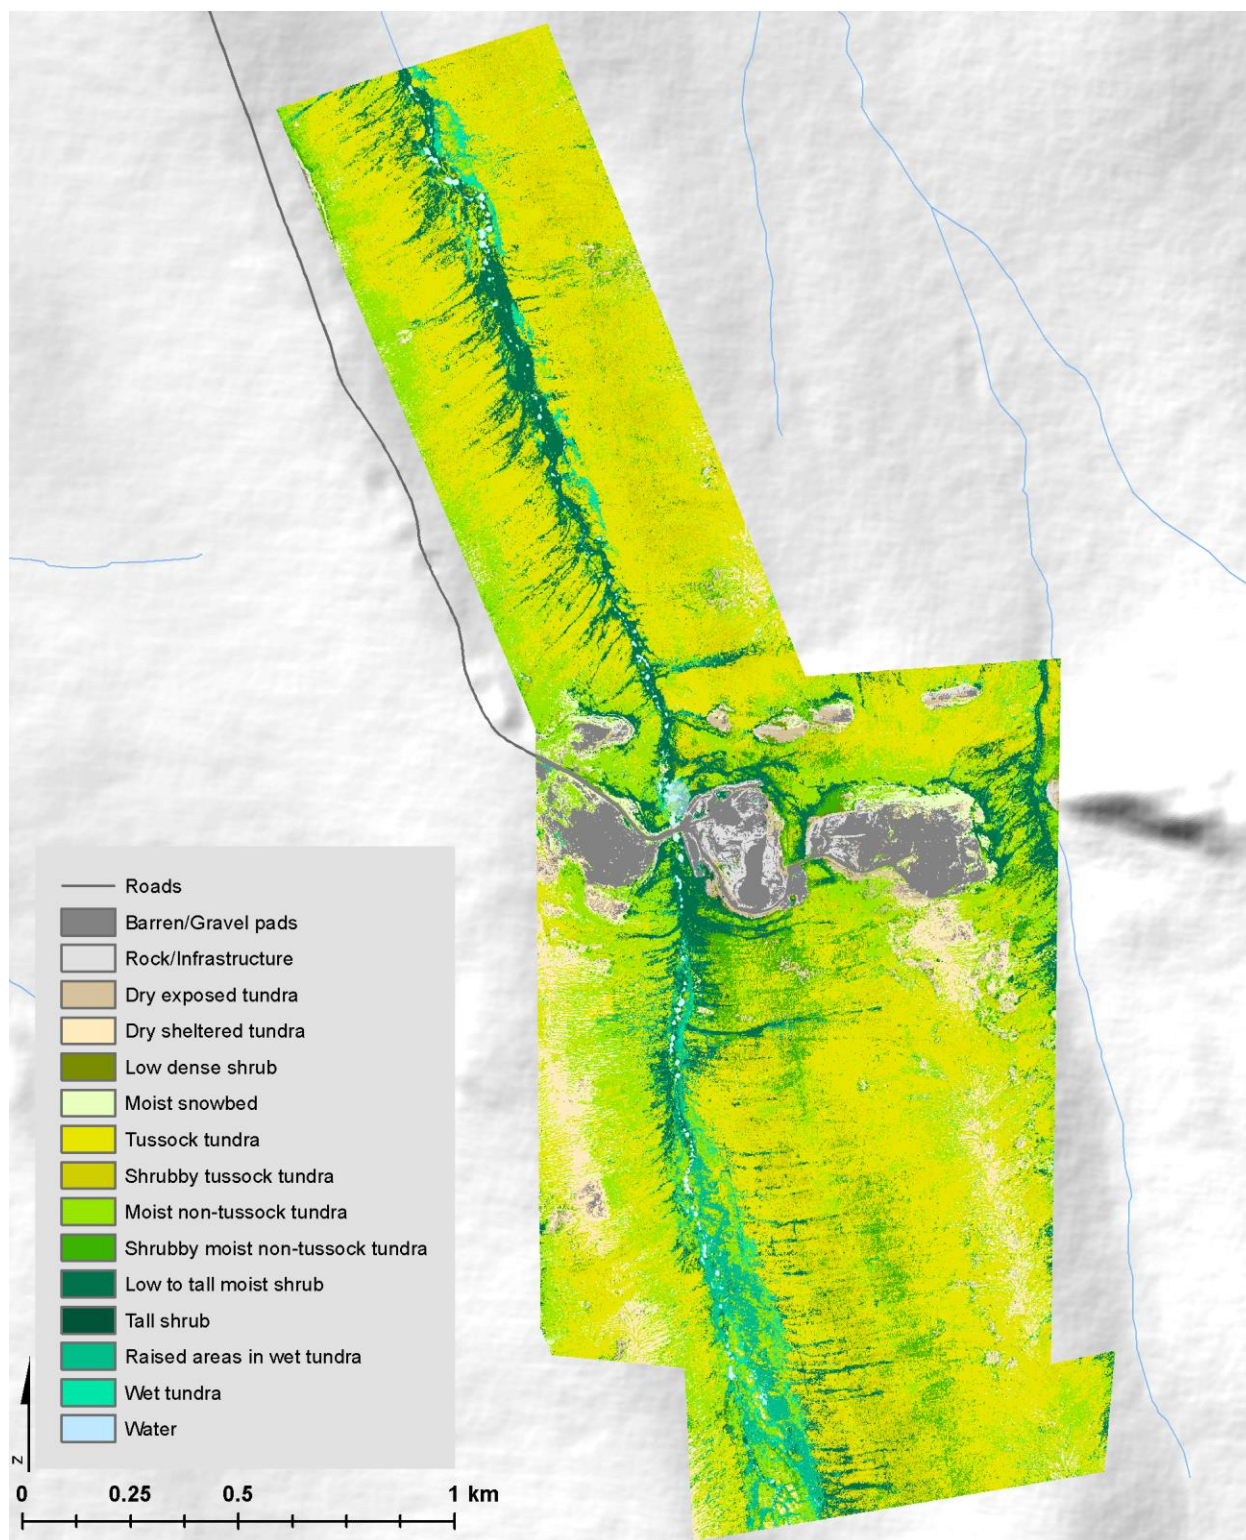 Roads
Barren/Gravel pads
Rock/Infrastructure
Dry exposed tundra
Dry sheltered tundra
Low dense shrub
Moist snowbed
Tussock tundra
Shrubby tussock tundra
Moist non-tussock tundra
Shrubby moist non-tussock tundra
Low to tall moist shrub
Tall shrub
Raised areas in wet tundra
Wet tundra
Water
N
0 0.25 0.5 1 km